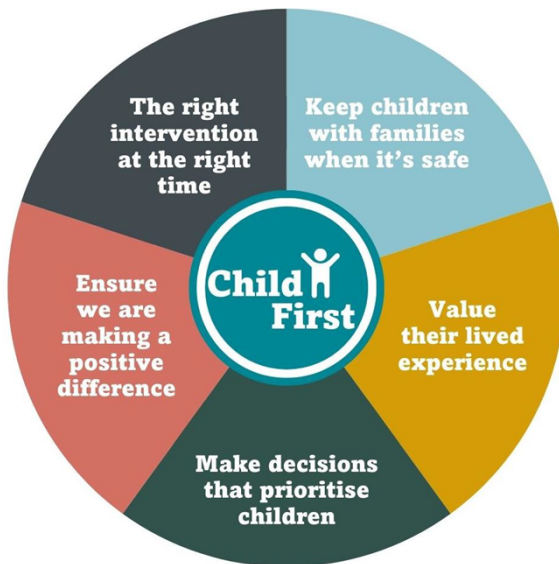 The right
intervention
at the right
time
Keep children
with families
when it's safe
Ensure
we are
making a
positive
difference
Child
First
Value
their lived
experience
Make decisions
that prioritise
children